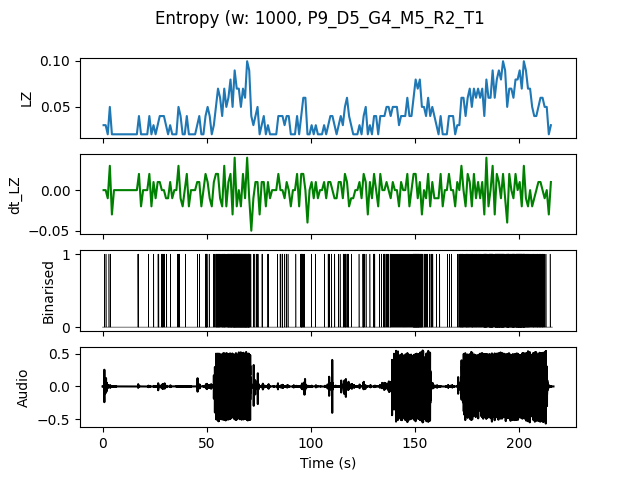 Entropy (w: 1000, P9_D5_G4_M5_R2_T1
0.10
0.05
LZ
0.00
−0.05
dt_LZ
1
0
Binarised
0.5
0.0
−0.5
Audio
0 50 100 150 200
Time (s)